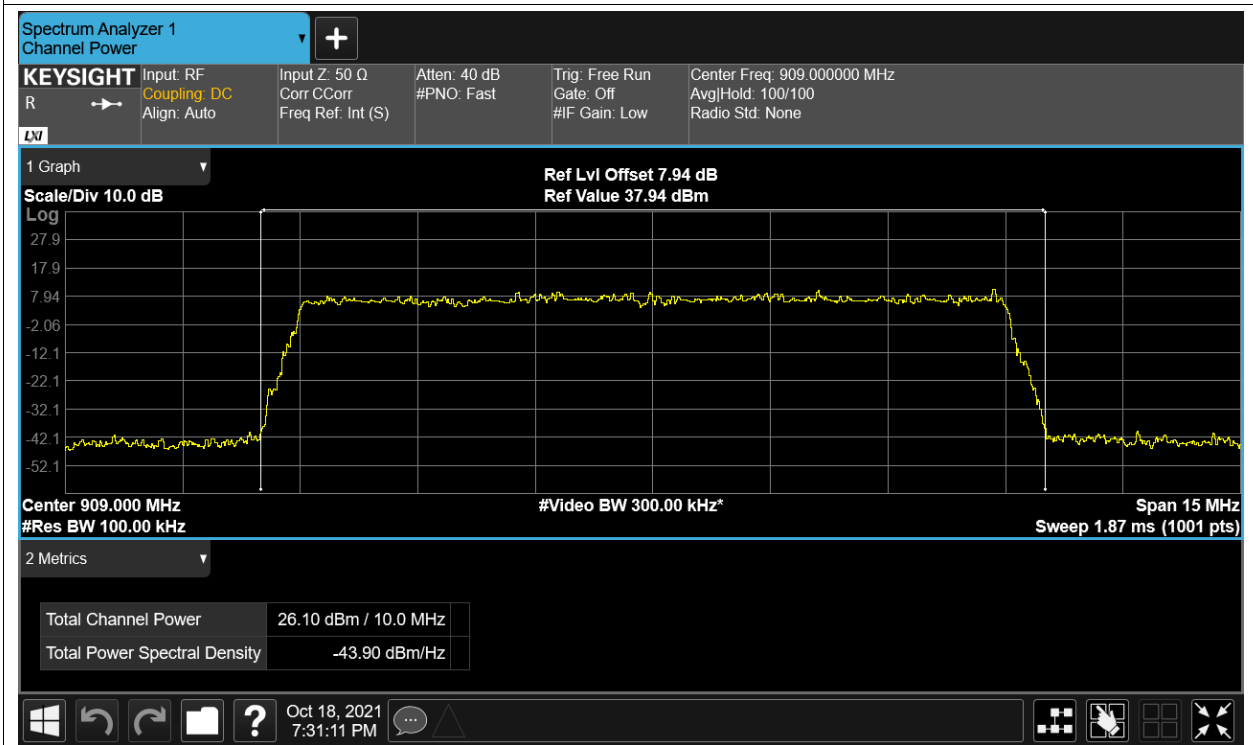 Spectrum Analyzer 1
Channel Power
KEYSIGHT
R
LXI
Input: RF
Coupling: DC
Align: Auto
Input Z: 50 Ω
Corr CCorr
Freq Ref: Int (S)
Atten: 40 dB
#PNO: Fast
Trig: Free Run
Gate: Off
#IF Gain: Low
Center Freq: 909.000000 MHz
Avg|Hold: 100/100
Radio Std: None
1 Graph
Scale/Div 10.0 dB
Ref Lvl Offset 7.94 dB
Ref Value 37.94 dBm
Log
27.9
17.9
7.94
-2.06
-12.1
-22.1
-32.1
-42.1
-52.1
Center 909.000 MHz
#Video BW 300.00 kHz*
Span 15 MHz
#Res BW 100.00 kHz
Sweep 1.87 ms (1001 pts)
2 Metrics
Total Channel Power 26.10 dBm / 10.0 MHz
Total Power Spectral Density -43.90 dBm/Hz
?
Oct 18, 2021
7:31:11 PM